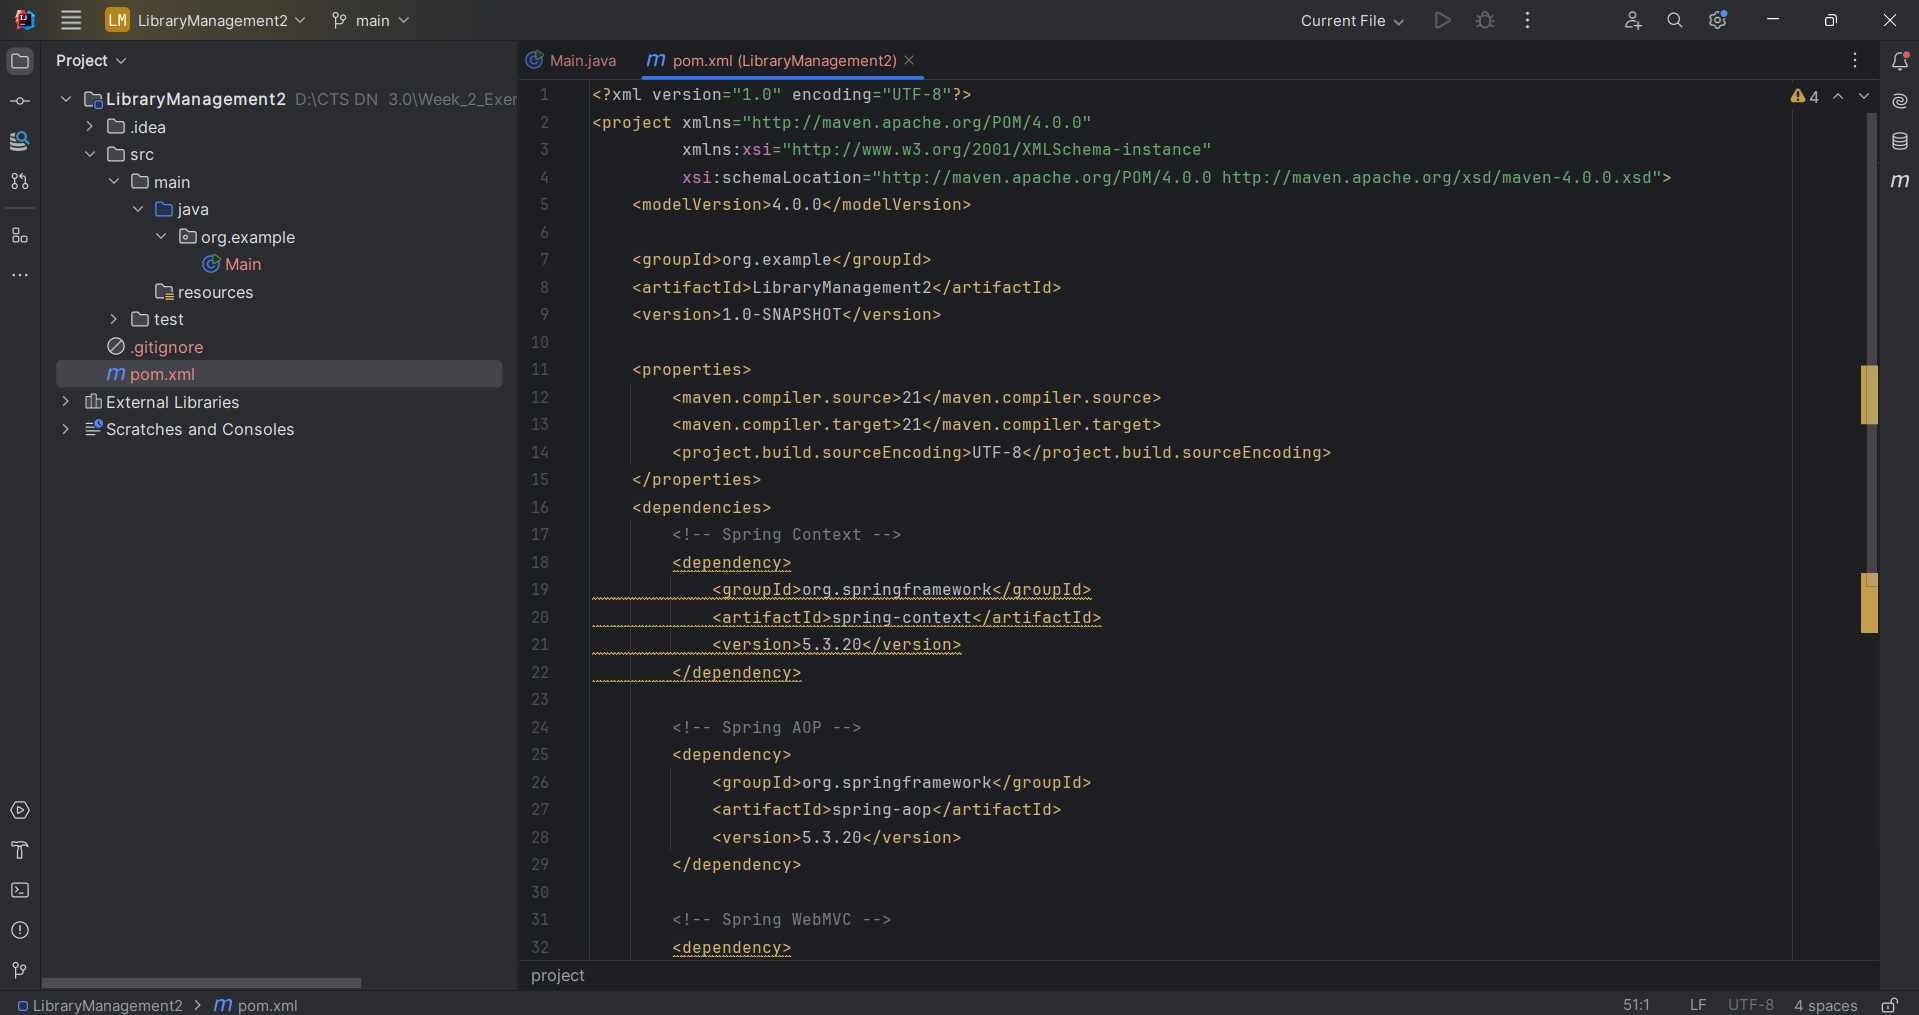 LM LibraryManagement2 main Current File
Project
Main.java
pom.xml (LibraryManagement2)
LibraryManagement2 D:\CTS DN 3.0\Week_2_Exer
.idea
src
main
java
org.example
Main
resources
test
.gitignore
pom.xml
External Libraries
Scratches and Consoles
4
1 <?xml version="1.0" encoding="UTF-8"?>
2 <project xmlns="http://maven.apache.org/POM/4.0.0"
3 xmlns:xsi="http://www.w3.org/2001/XMLSchema-instance"
4 xsi:schemaLocation="http://maven.apache.org/POM/4.0.0 http://maven.apache.org/xsd/maven-4.0.0.xsd">
5 <modelVersion>4.0.0</modelVersion>
6
7 <groupId>org.example</groupId>
8 <artifactId>LibraryManagement2</artifactId>
9 <version>1.0-SNAPSHOT</version>
10
11 <properties>
12 <maven.compiler.source>21</maven.compiler.source>
13 <maven.compiler.target>21</maven.compiler.target>
14 <project.build.sourceEncoding>UTF-8</project.build.sourceEncoding>
15 </properties>
16 <dependencies>
17 <!-- Spring Context -->
18 <dependency>
19 <groupId>org.springframework</groupId>
20 <artifactId>spring-context</artifactId>
21 <version>5.3.20</version>
22 </dependency>
23
24 <!-- Spring AOP -->
25 <dependency>
26 <groupId>org.springframework</groupId>
27 <artifactId>spring-aop</artifactId>
28 <version>5.3.20</version>
29 </dependency>
30
31 <!-- Spring WebMVC -->
32 <dependency>
project
LibraryManagement2 > m pom.xml
51:1 LF UTF-8 4 spaces